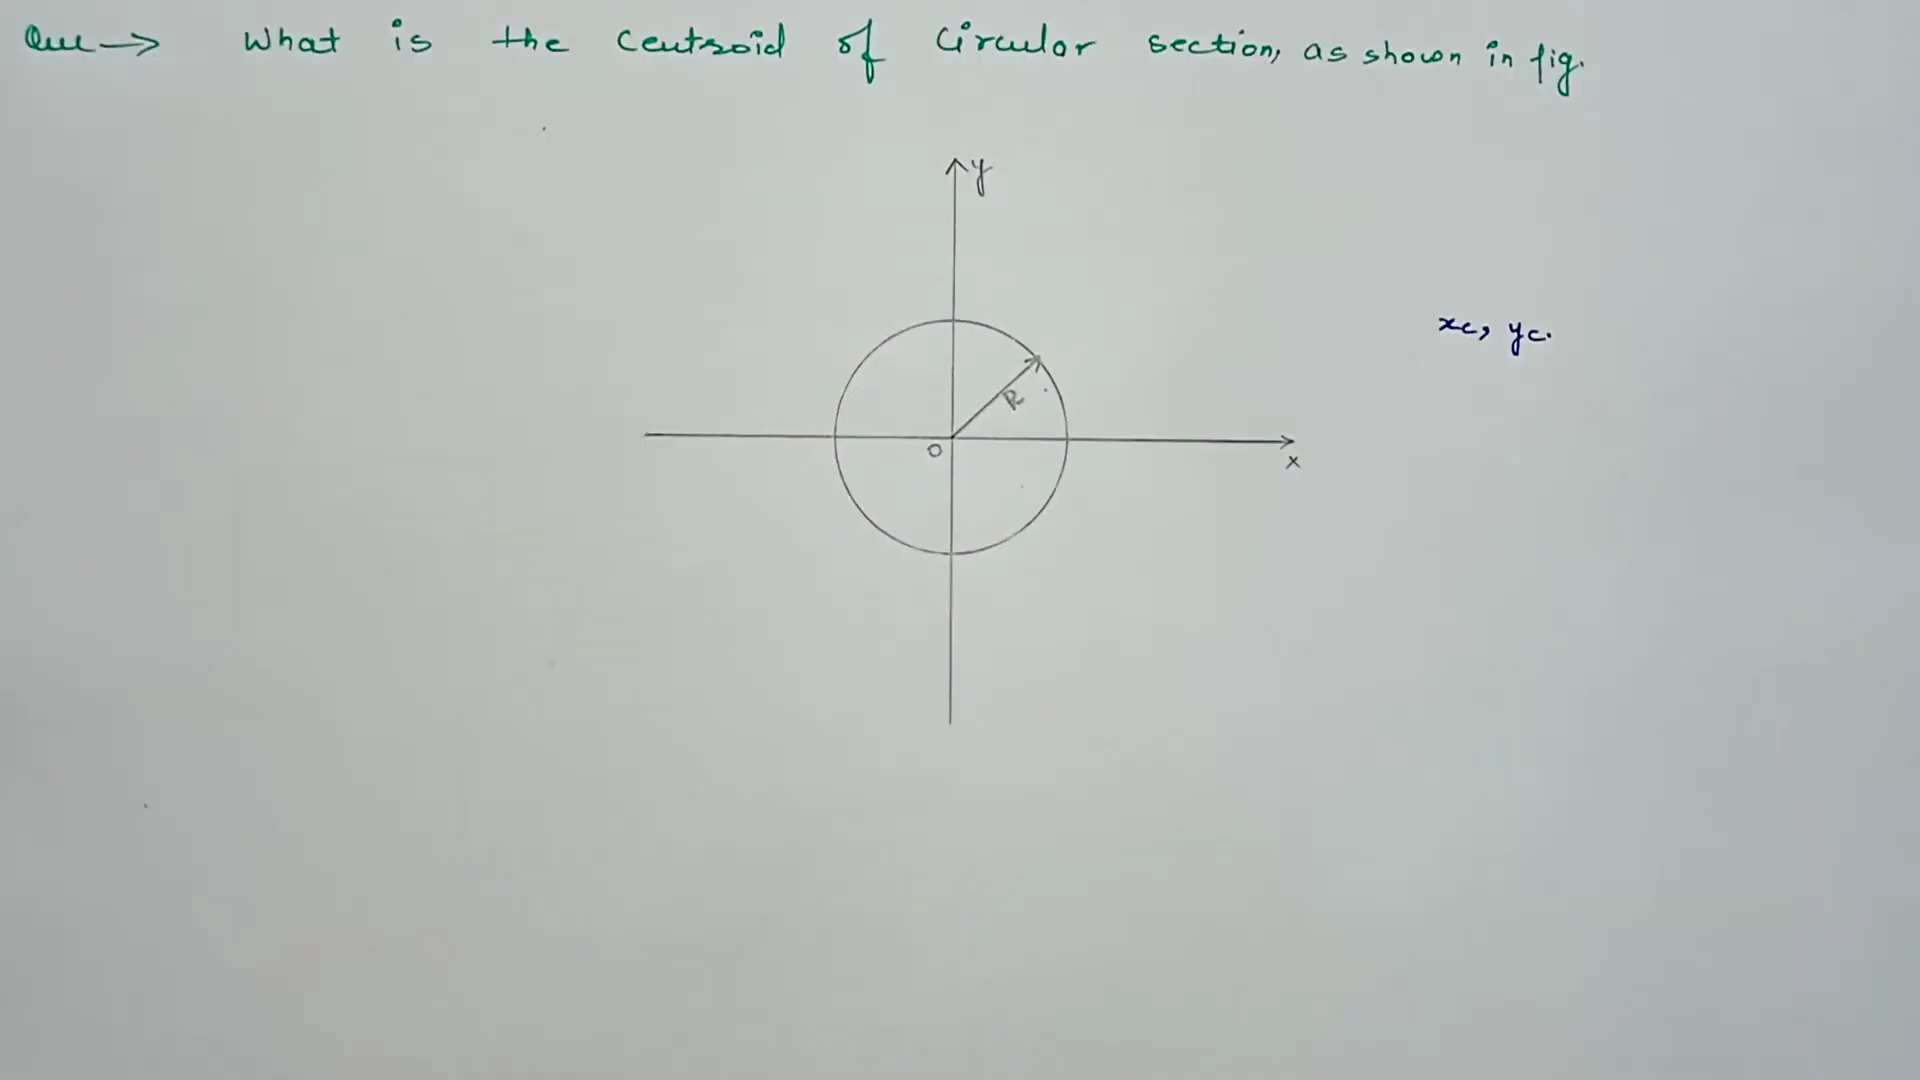 Que → What is the centroid of circular section, as shown in fig.
y
xc, yc.
R
O
x